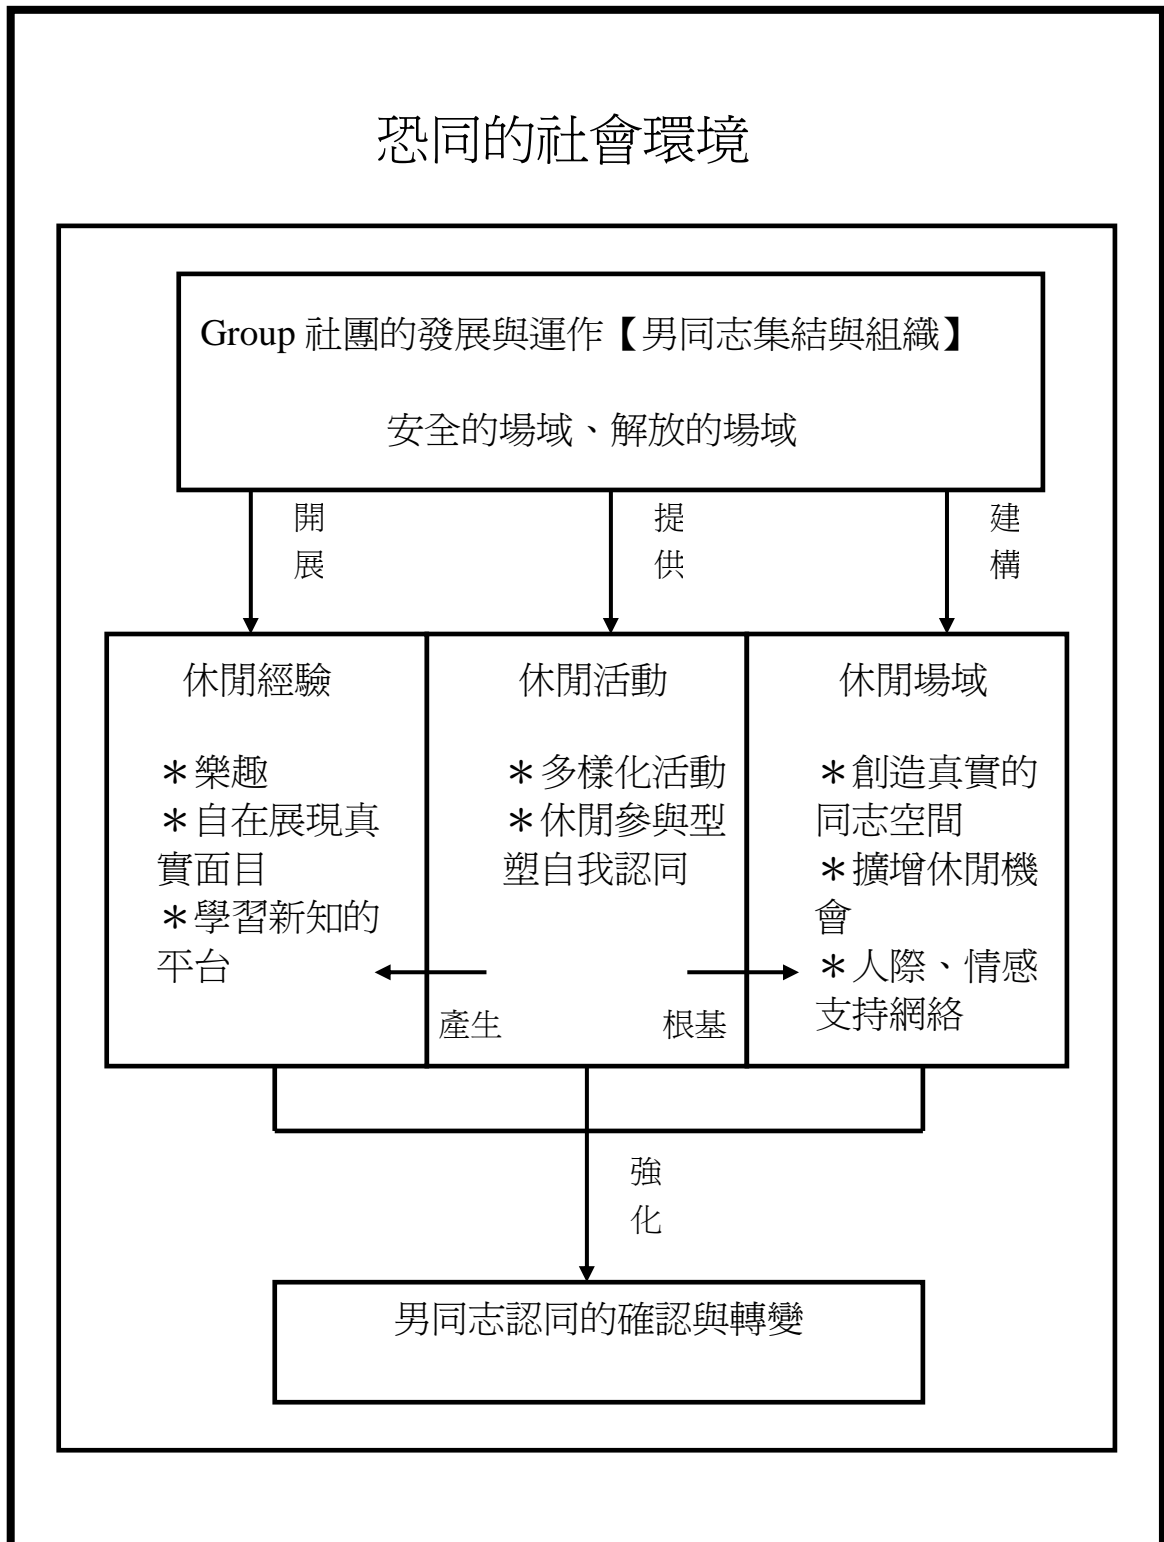 恐同的社會環境
Group 社團的發展與運作【男同志集結與組織】
安全的場域、解放的場域
開展
提供
建構
休閒經驗
＊樂趣
＊自在展現真
實面目
＊學習新知的
平台
休閒活動
＊多樣化活動
＊休閒參與型
塑自我認同
產生
根基
休閒場域
＊創造真實的
同志空間
＊擴增休閒機
會
＊人際、情感
支持網絡
強化
男同志認同的確認與轉變